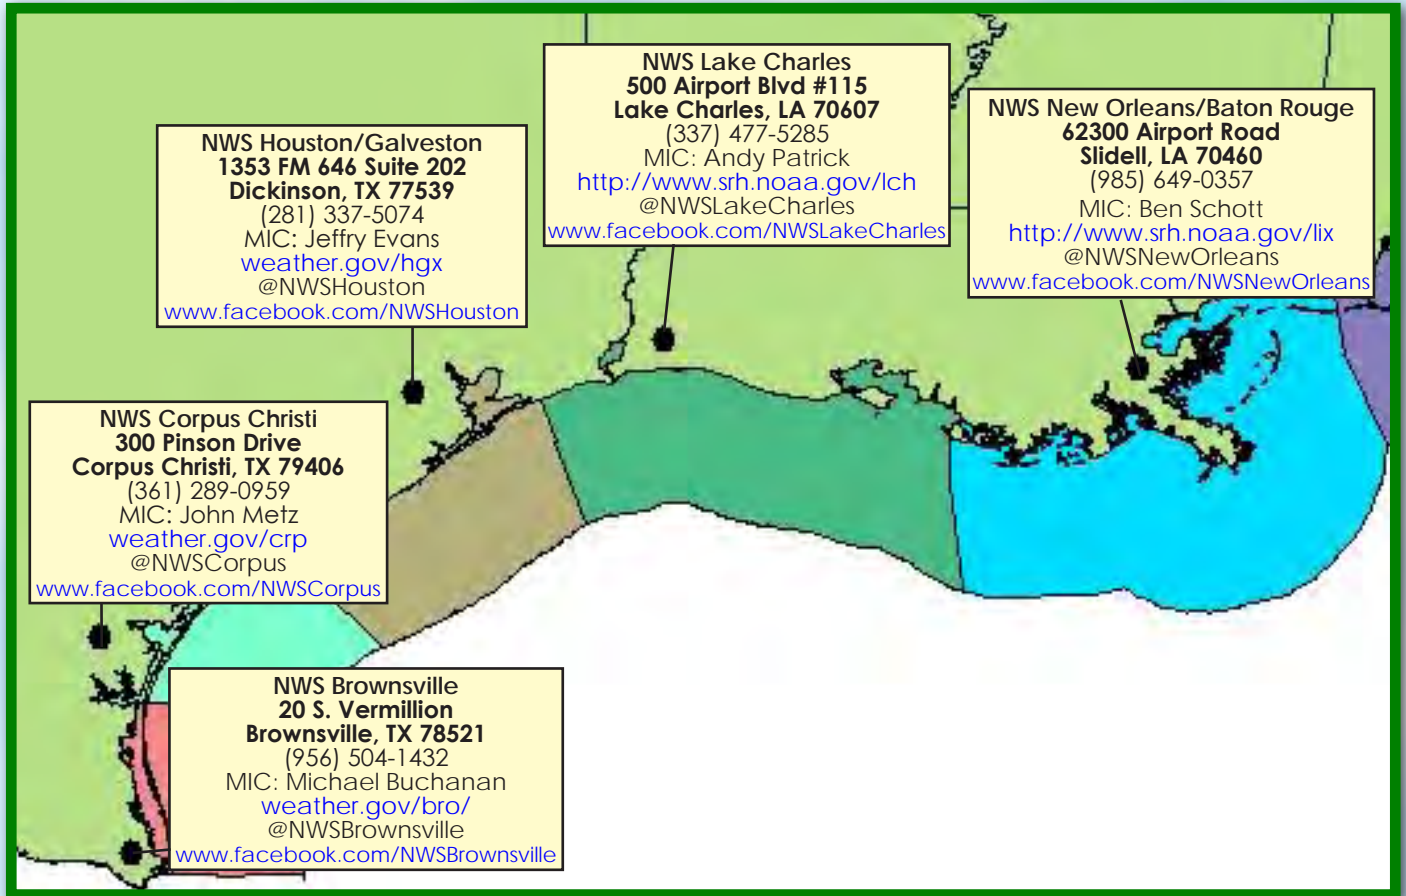 NWS Lake Charles
500 Airport Blvd #115
Lake Charles, LA 70607
(337) 477-5285
MIC: Andy Patrick
http://www.srh.noaa.gov/lch
@NWSLakeCharles
www.facebook.com/NWSLakeCharles
NWS New Orleans/Baton Rouge
62300 Airport Road
Slidell, LA 70460
(985) 649-0357
MIC: Ben Schott
http://www.srh.noaa.gov/lix
@NWSNewOrleans
www.facebook.com/NWSNewOrleans
NWS Houston/Galveston
1353 FM 646 Suite 202
Dickinson, TX 77539
(281) 337-5074
MIC: Jeffry Evans
weather.gov/hgx
@NWSHouston
www.facebook.com/NWSHouston
NWS Corpus Christi
300 Pinson Drive
Corpus Christi, TX 79406
(361) 289-0959
MIC: John Metz
weather.gov/crp
@NWSCorpus
www.facebook.com/NWSCorpus
NWS Brownsville
20 S. Vermillion
Brownsville, TX 78521
(956) 504-1432
MIC: Michael Buchanan
weather.gov/bro/
@NWSBrownsville
www.facebook.com/NWSBrownsville